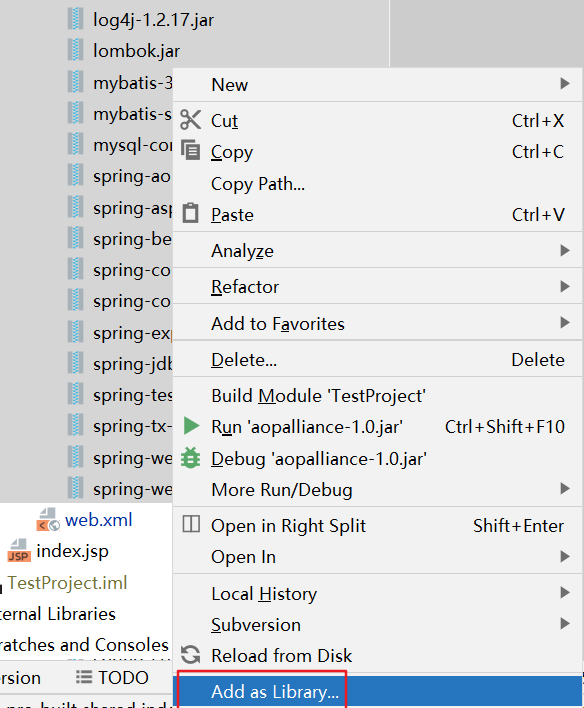 log4j-1.2.17.jar
lombok.jar
mybatis-3
mybatis-s
mysql-con
spring-ao
spring-asp
spring-be
spring-co
spring-co
spring-exp
spring-jdb
spring-tes
spring-tx-
spring-we
spring-we
web.xml
JSP index.jsp
TestProject.iml
ternal Libraries
ratches and Consoles
ersion TODO
New
Cut Ctrl+X
Copy Ctrl+C
Copy Path...
Paste Ctrl+V
Analyze
Refactor
Add to Favorites
Delete... Delete
Build Module 'TestProject'
Run 'aopalliance-1.0.jar' Ctrl+Shift+F10
Debug 'aopalliance-1.0.jar'
More Run/Debug
Open in Right Split Shift+Enter
Open In
Local History
Subversion
Reload from Disk
Add as Library...